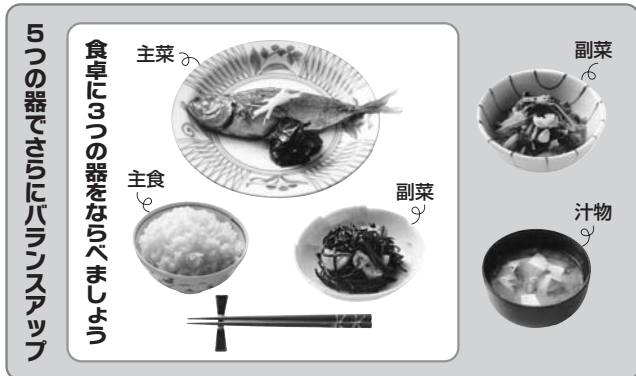 5つの器でさらにバランスアップ
食卓に3つの器をならべましょう
主菜
主食
副菜
副菜
汁物